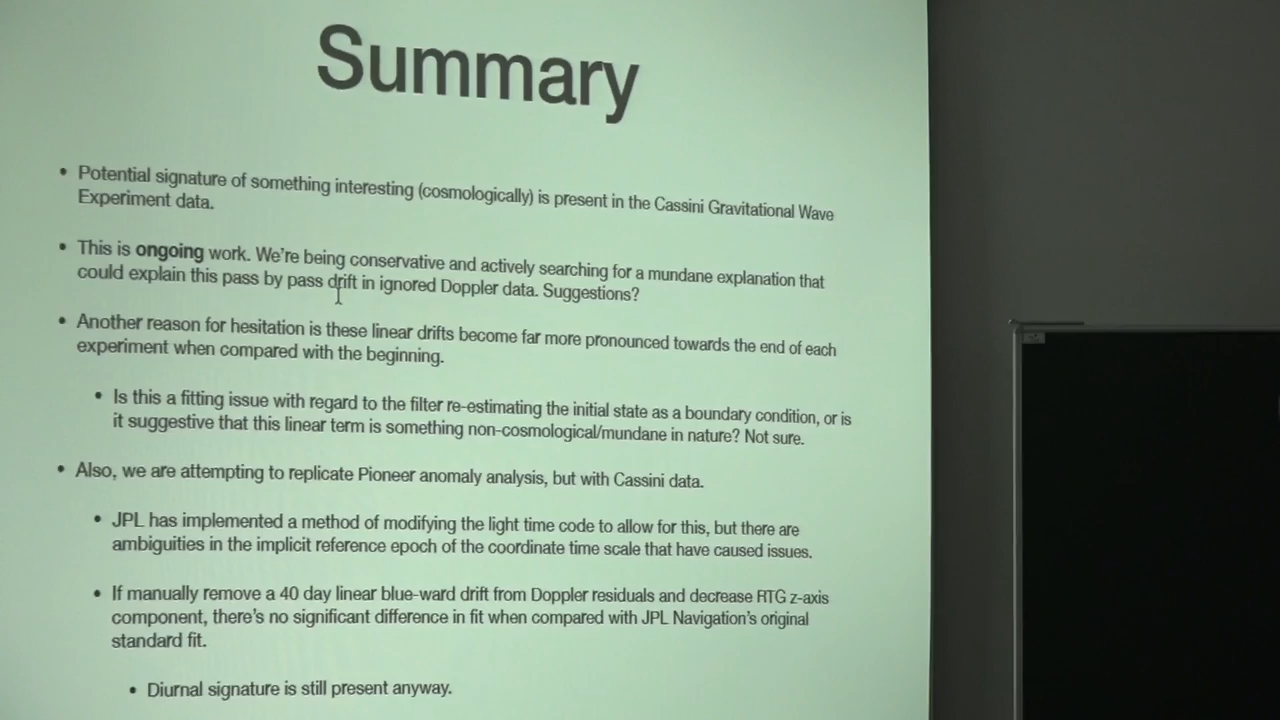 Summary
• Potential signature of something interesting (cosmologically) is present in the Cassini Gravitational Wave
Experiment data.
• This is ongoing work. We're being conservative and actively searching for a mundane explanation that
could explain this pass by pass drift in ignored Doppler data. Suggestions?
• Another reason for hesitation is these linear drifts become far more pronounced towards the end of each
experiment when compared with the beginning.
• Is this a fitting issue with regard to the filter re-estimating the initial state as a boundary condition, or is
it suggestive that this linear term is something non-cosmological/mundane in nature? Not sure.
• Also, we are attempting to replicate Pioneer anomaly analysis, but with Cassini data.
• JPL has implemented a method of modifying the light time code to allow for this, but there are
ambiguities in the implicit reference epoch of the coordinate time scale that have caused issues.
• If manually remove a 40 day linear blue-ward drift from Doppler residuals and decrease RTG z-axis
component, there's no significant difference in fit when compared with JPL Navigation's original
standard fit.
• Diurnal signature is still present anyway.